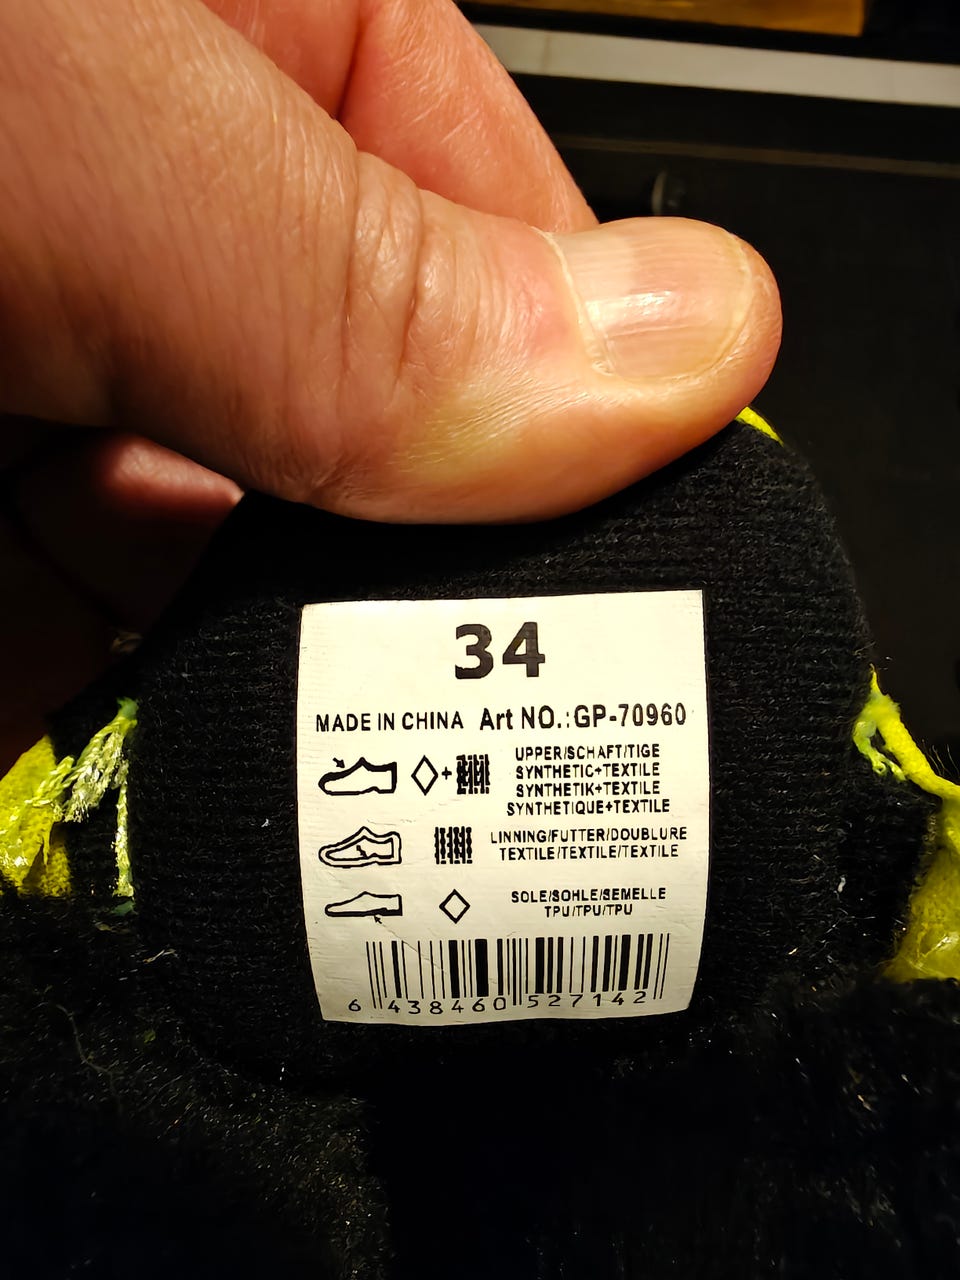 34
MADE IN CHINA Art NO.:GP-70960
UPPER/SCHAFT/TIGE
SYNTHETIC+TEXTILE
SYNTHETIK+TEXTILE
SYNTHETIQUE+TEXTILE
LINNING/FUTTER/DOUBLURE
TEXTILE/TEXTILE/TEXTILE
SOLE/SOHLE/SEMELLE
TPU/TPU/TPU
6 438460 527142